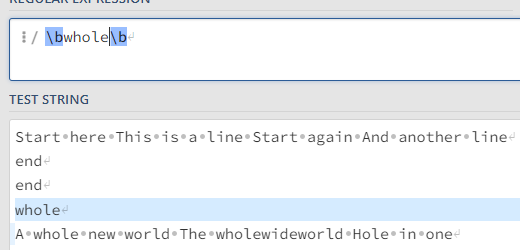 REGULAR EXPRESSION
/ \bwhole\b
TEST STRING
Start here This is a line Start again And another line
end
end
whole
A whole new world The wholewideworld Hole in one